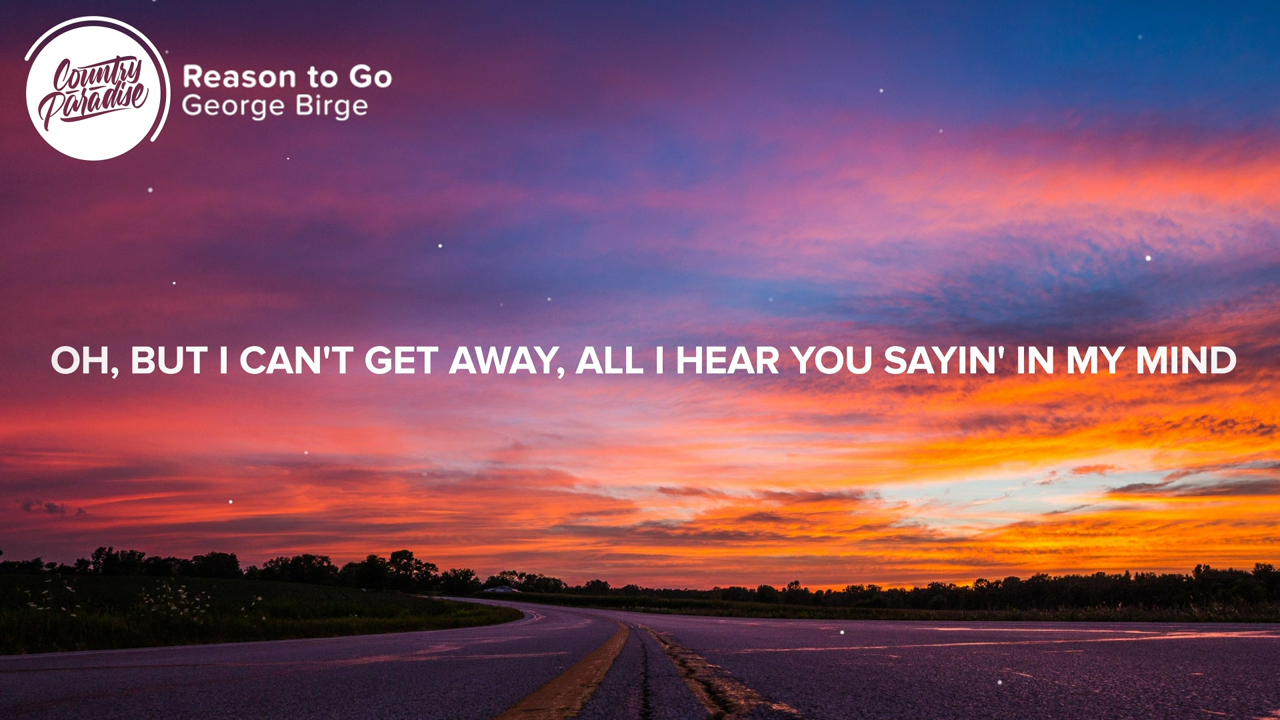 Country
Paradise
Reason to Go
George Birge
OH, BUT I CAN'T GET AWAY, ALL I HEAR YOU SAYIN' IN MY MIND